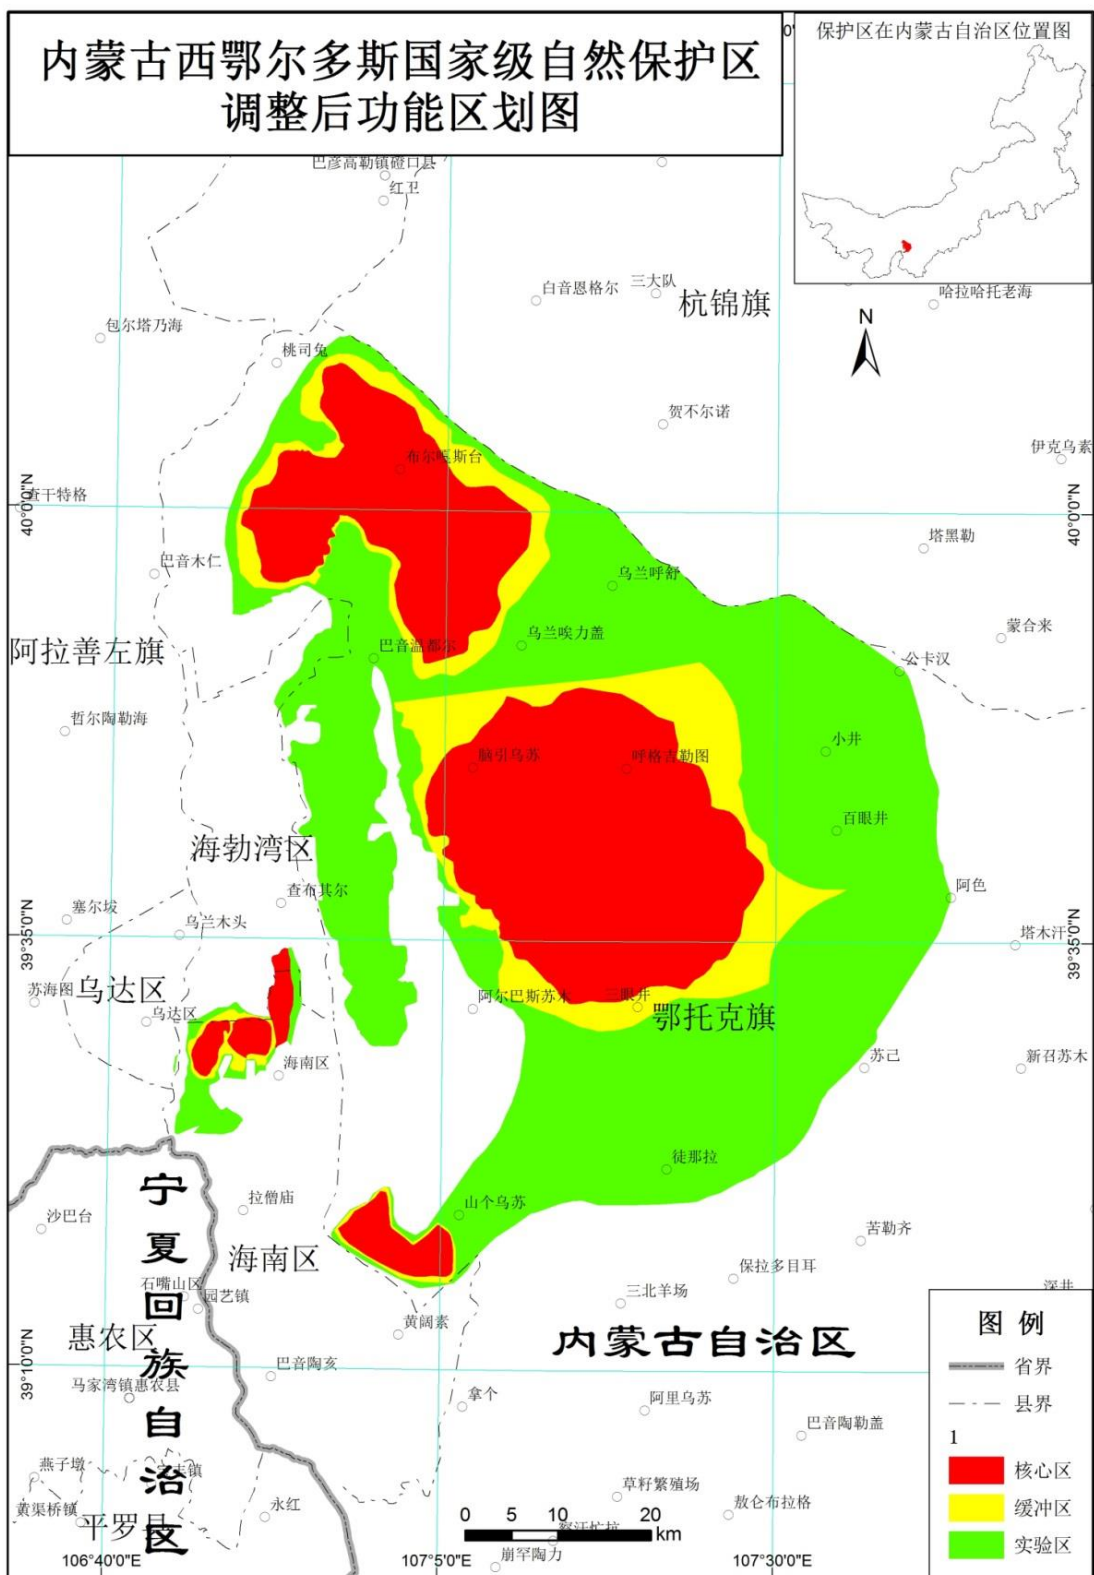 内蒙古西鄂尔多斯国家级自然保护区
调整后功能区划图
保护区在内蒙古自治区位置图
巴彦高勒镇磴口县
红卫
白音恩格尔
三大队
杭锦旗
哈拉哈托老海
N
包尔塔乃海
桃司兔
贺不尔诺
伊克乌素
布尔嘎斯台
查干特格
40°0'0"N
40°0'0"N
塔黑勒
巴音木仁
乌兰呼舒
蒙合来
阿拉善左旗
巴音温都尔
乌兰唉力盖
公卡汉
哲尔陶勒海
脑引乌苏
呼格吉勒图
小井
百眼井
海勃湾区
查布其尔
阿色
塞尔坺
乌兰木头
塔木汗
39°35'0"N
39°35'0"N
乌达区
苏海图
乌达区
阿尔巴斯苏木
三眼井
鄂托克旗
海南区
苏己
新召苏木
徒那拉
宁夏回族自治区
沙巴台
拉僧庙
山个乌苏
苦勒齐
海南区
保拉多目耳
深井
石嘴山区
园艺镇
三北羊场
惠农区
黄阔素
内蒙古自治区
39°10'0"N
马家湾镇惠农县
巴音陶亥
拿个
阿里乌苏
巴音陶勒盖
燕子墩
草籽繁殖场
黄渠桥镇
平罗县
永红
敖仑布拉格
崩罕陶力
0 5 10 20
km
106°40'0"E
107°5'0"E
107°30'0"E
图 例
省界
县界
1
核心区
缓冲区
实验区